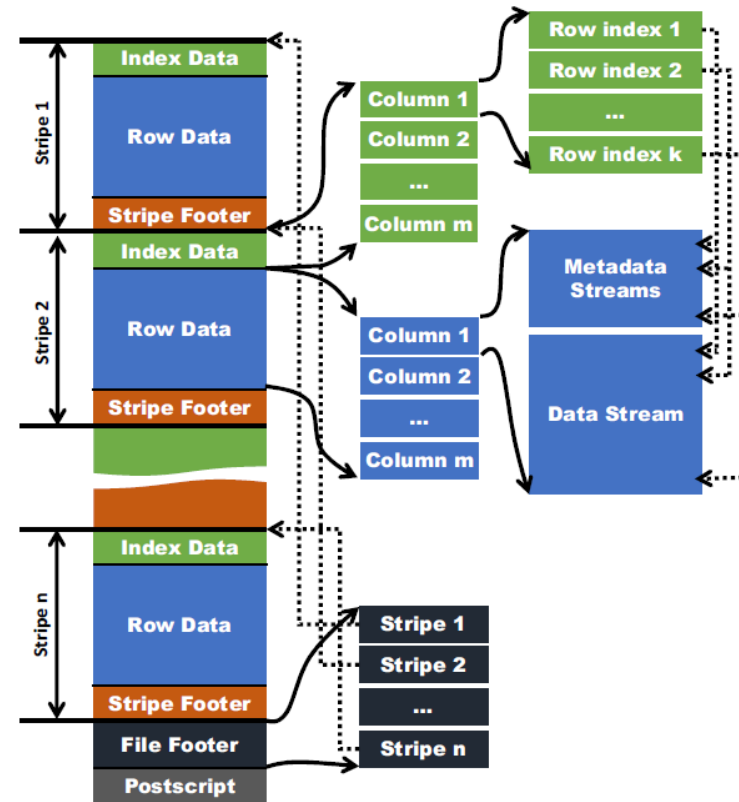 Stripe 1
Index Data
Row Data
Stripe Footer
Stripe 2
Index Data
Row Data
Stripe Footer
Stripe n
Index Data
Row Data
Stripe Footer
File Footer
Postscript
Column 1
Column 2
...
Column m
Column 1
Column 2
...
Column m
Stripe 1
Stripe 2
...
Stripe n
Row index 1
Row index 2
...
Row index k
Metadata
Streams
Data Stream